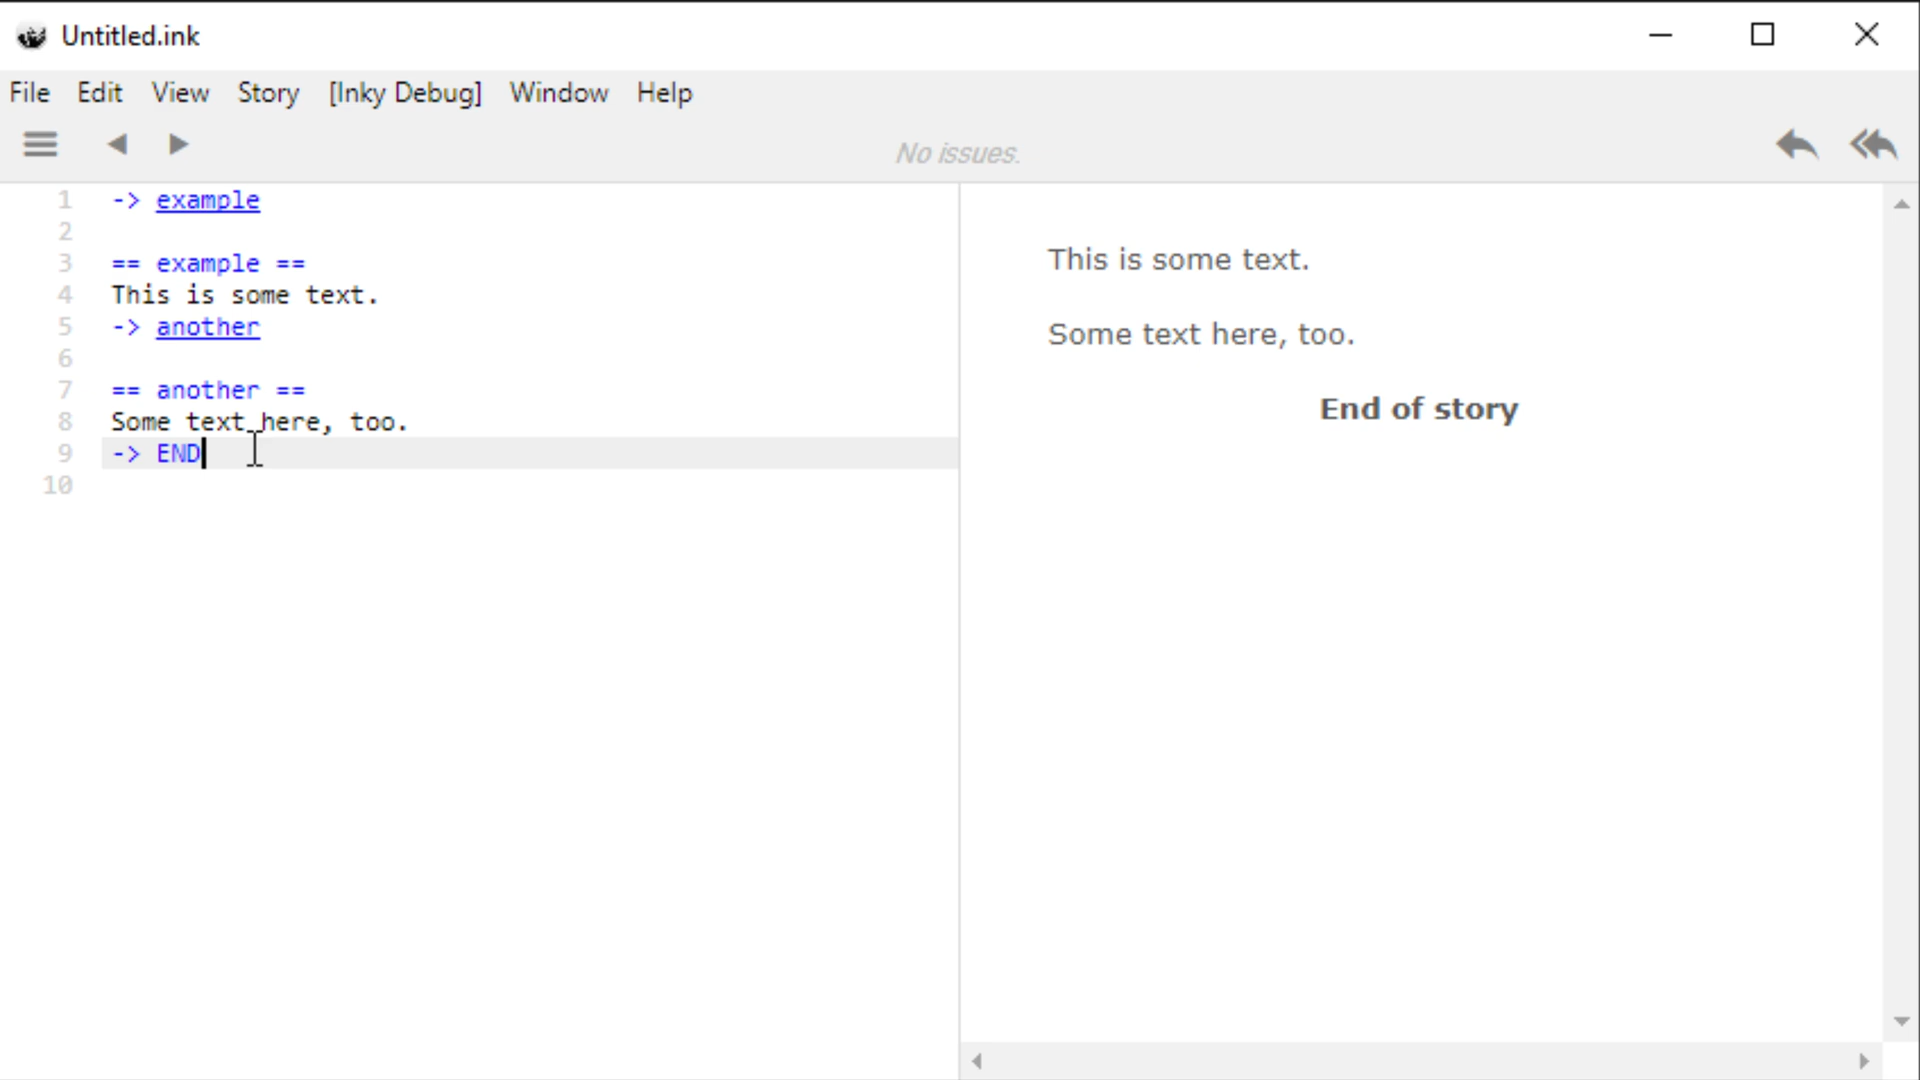 Untitled.ink
File Edit View Story [Inky Debug] Window Help
No issues.
1 -> example
2
3 == example ==
4 This is some text.
5 -> another
6
7 == another ==
8 Some text here, too.
9 -> END
10
This is some text.
Some text here, too.
End of story